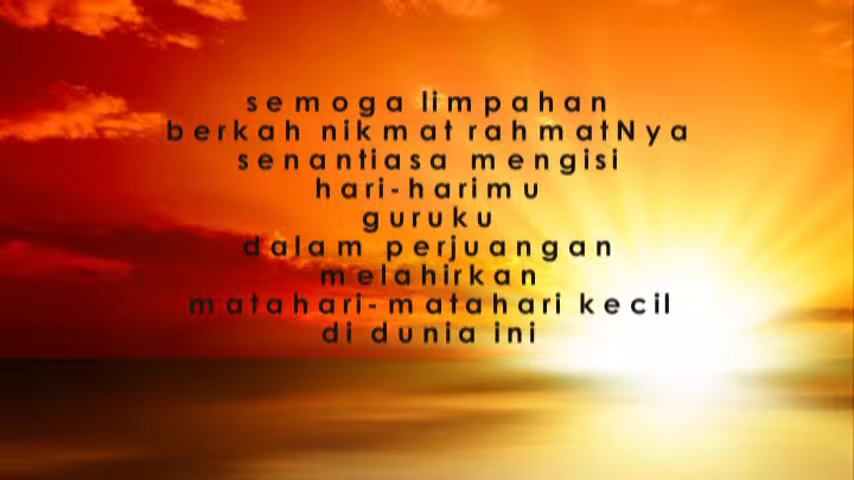 semoga limpahan
berkah nikmat rahmatNya
senantiasa mengisi
hari-harimu
guruku
dalam perjuangan
melahirkan
matahari-matahari kecil
di dunia ini